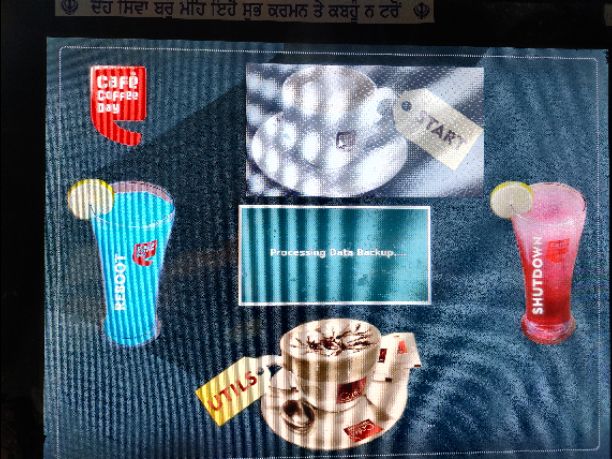 ਦੇਹ ਸਿਵਾ ਬਰੁ ਮੋਹਿ ਇਹੈ ਸੁਭ ਕਰਮਨ ਤੇ ਕਬਹੂੰ ਨ ਟਰੋਂ
Café
Coffee
Day
START
Processing Data Backup....
REBOOT
SHUTDOWN
UTILS